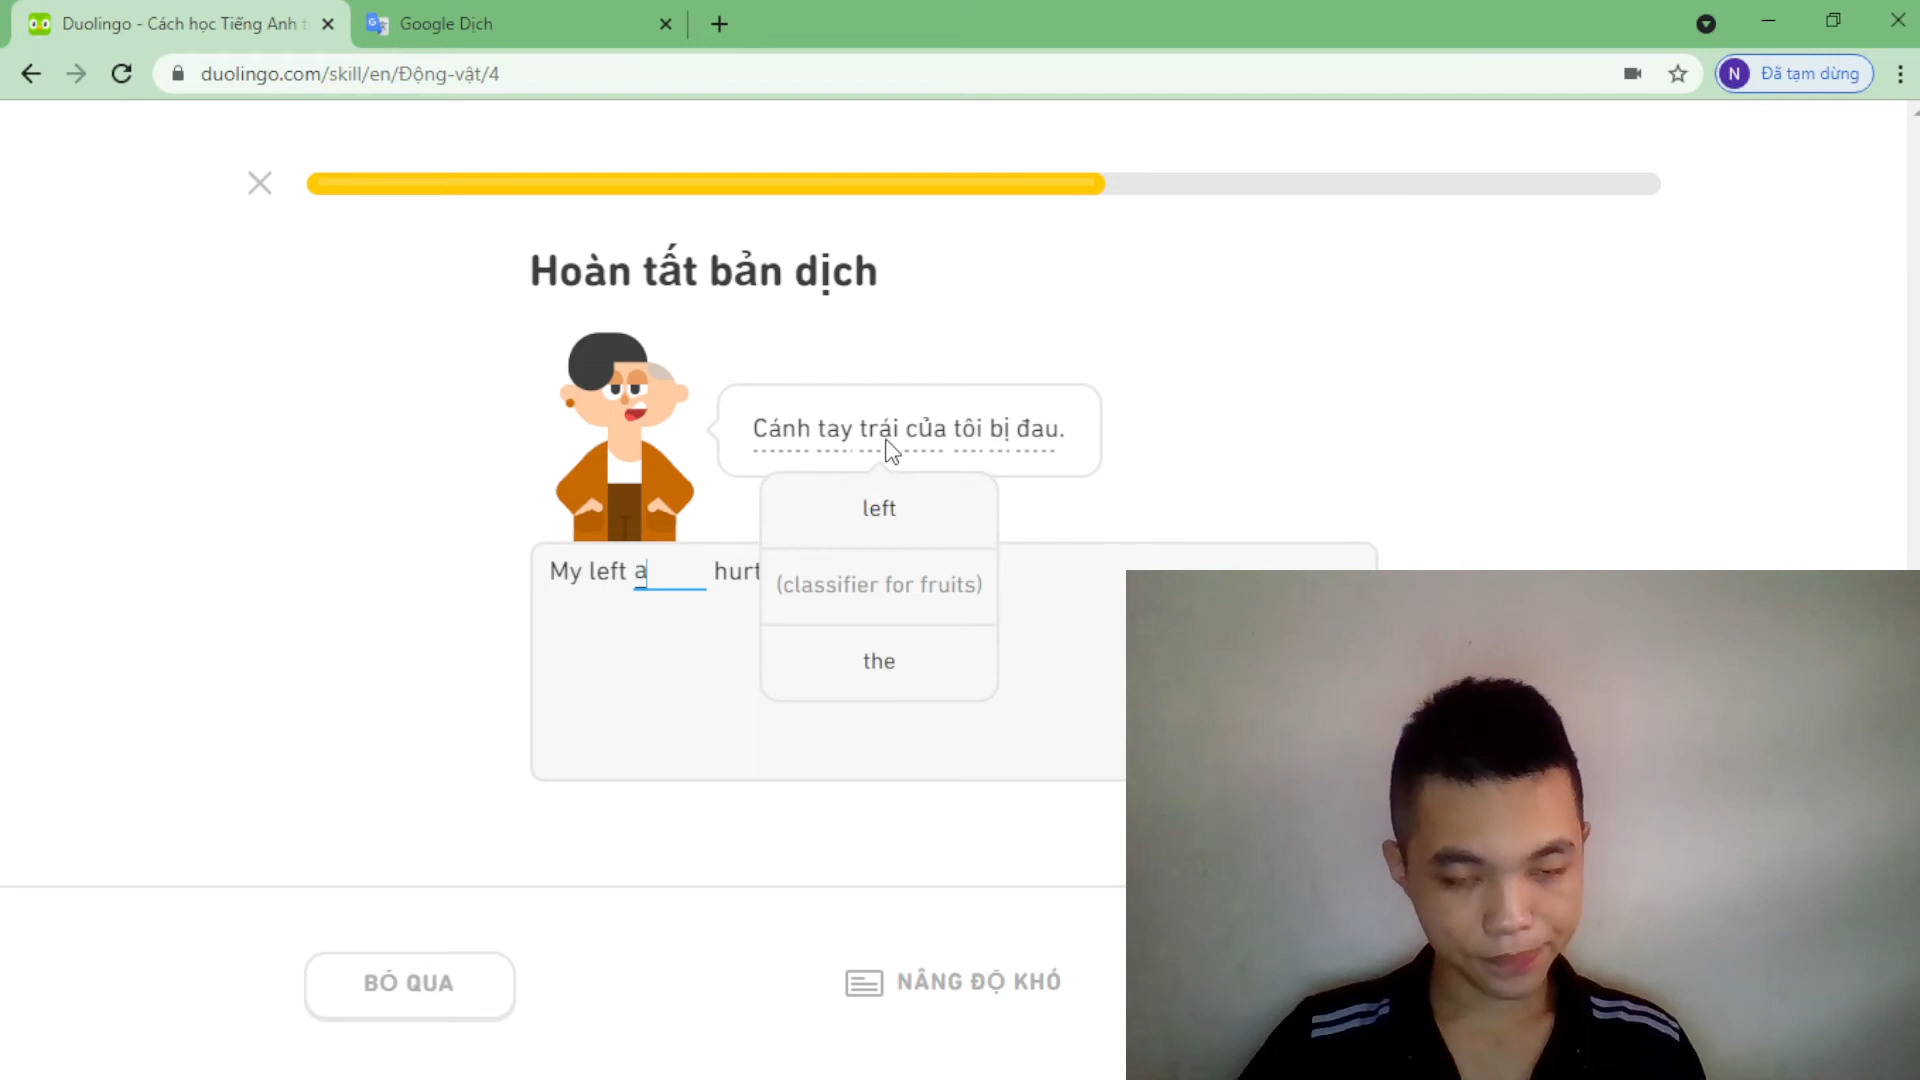 Duolingo - Cách học Tiếng Anh t
Google Dịch
duolingo.com/skill/en/Động-vật/4
N
Đã tạm dừng
Hoàn tất bản dịch
Cánh tay trái của tôi bị đau.
left
(classifier for fruits)
the
My left a hurt
BỎ QUA
NÂNG ĐỘ KHÓ